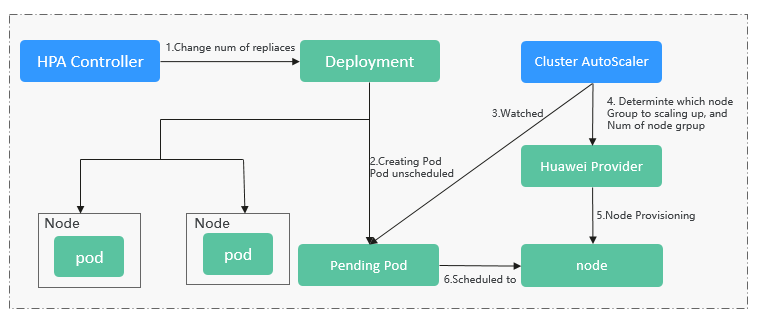 1.Change num of replaces
HPA Controller
Deployment
Cluster AutoScaler
3.Watched
4. Determinte which node
Group to scaling up, and
Num of node grpup
2.Creating Pod
Pod unscheduled
Huawei Provider
Node
pod
Node
pod
5.Node Provisioning
Pending Pod
6.Scheduled to
node